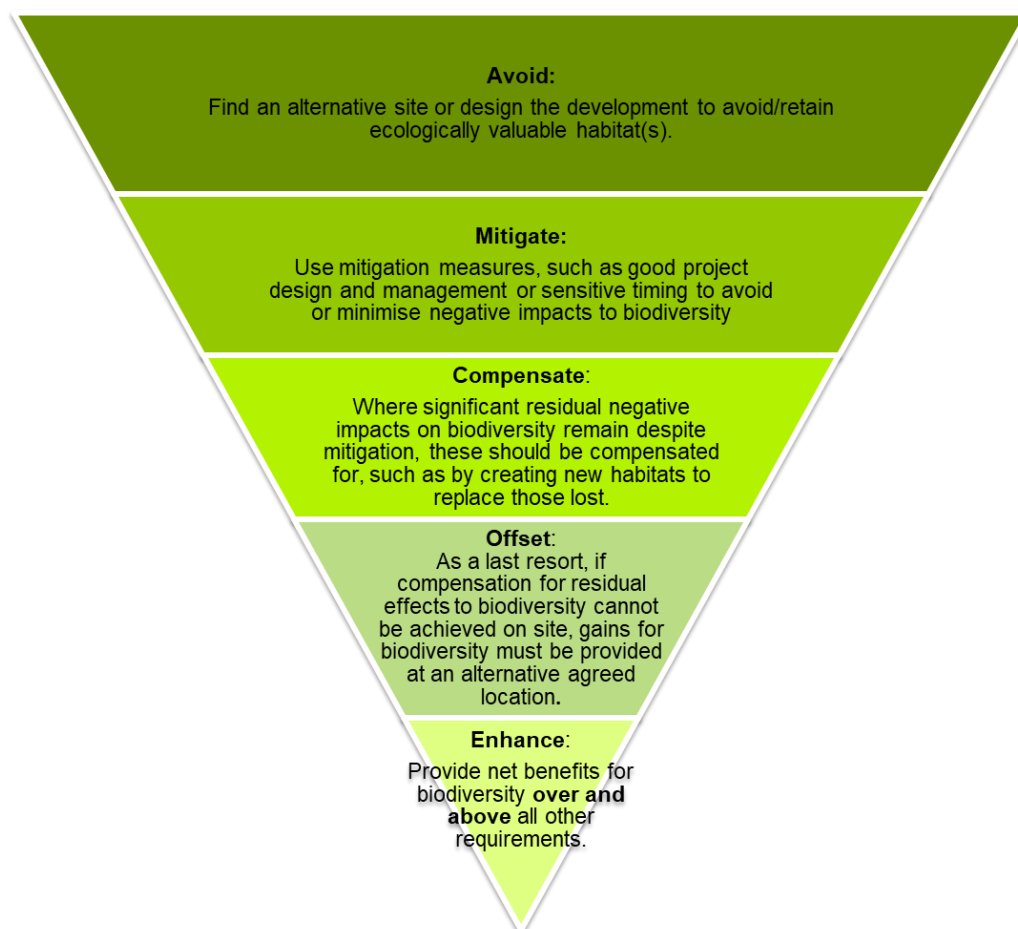 Avoid:
Find an alternative site or design the development to avoid/retain
ecologically valuable habitat(s).
Mitigate:
Use mitigation measures, such as good project
design and management or sensitive timing to avoid
or minimise negative impacts to biodiversity
Compensate:
Where significant residual negative
impacts on biodiversity remain despite
mitigation, these should be compensated
for, such as by creating new habitats to
replace those lost.
Offset:
As a last resort, if
compensation for residual
effects to biodiversity cannot
be achieved on site, gains for
biodiversity must be provided
at an alternative agreed
location.
Enhance:
Provide net benefits for
biodiversity over and
above all other
requirements.